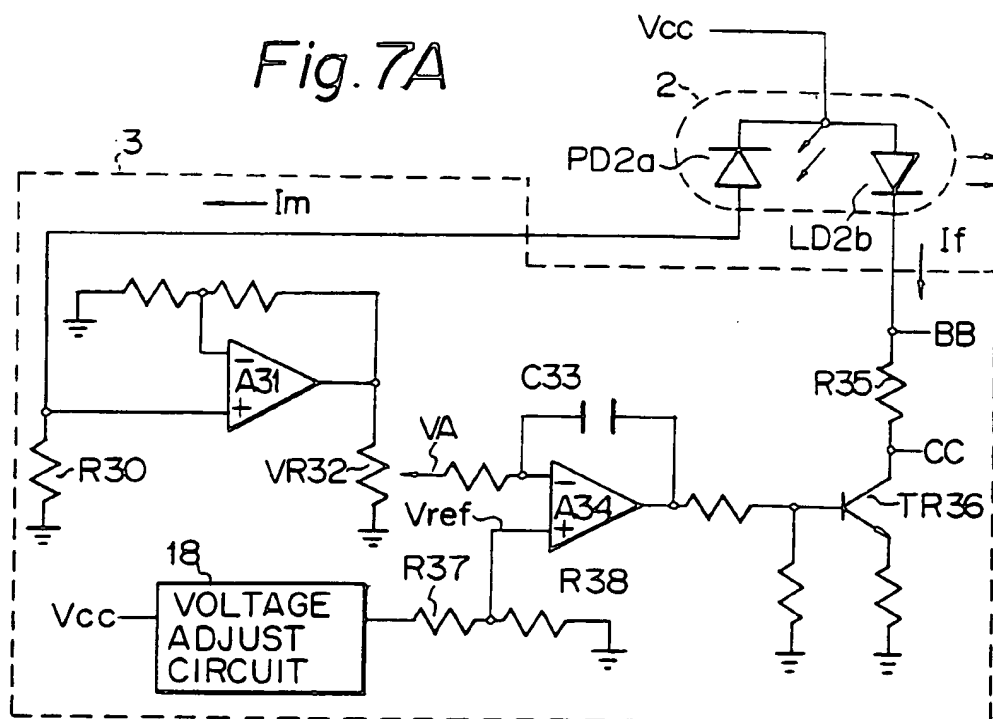 Fig. 7A
Vcc
2
3
PD2a
Im
LD2b
If
BB
A31
−
+
C33
R35
R30
VR32
VA
CC
−
A34
+
TR36
Vref
R37
R38
18
Vcc
VOLTAGE
ADJUST
CIRCUIT